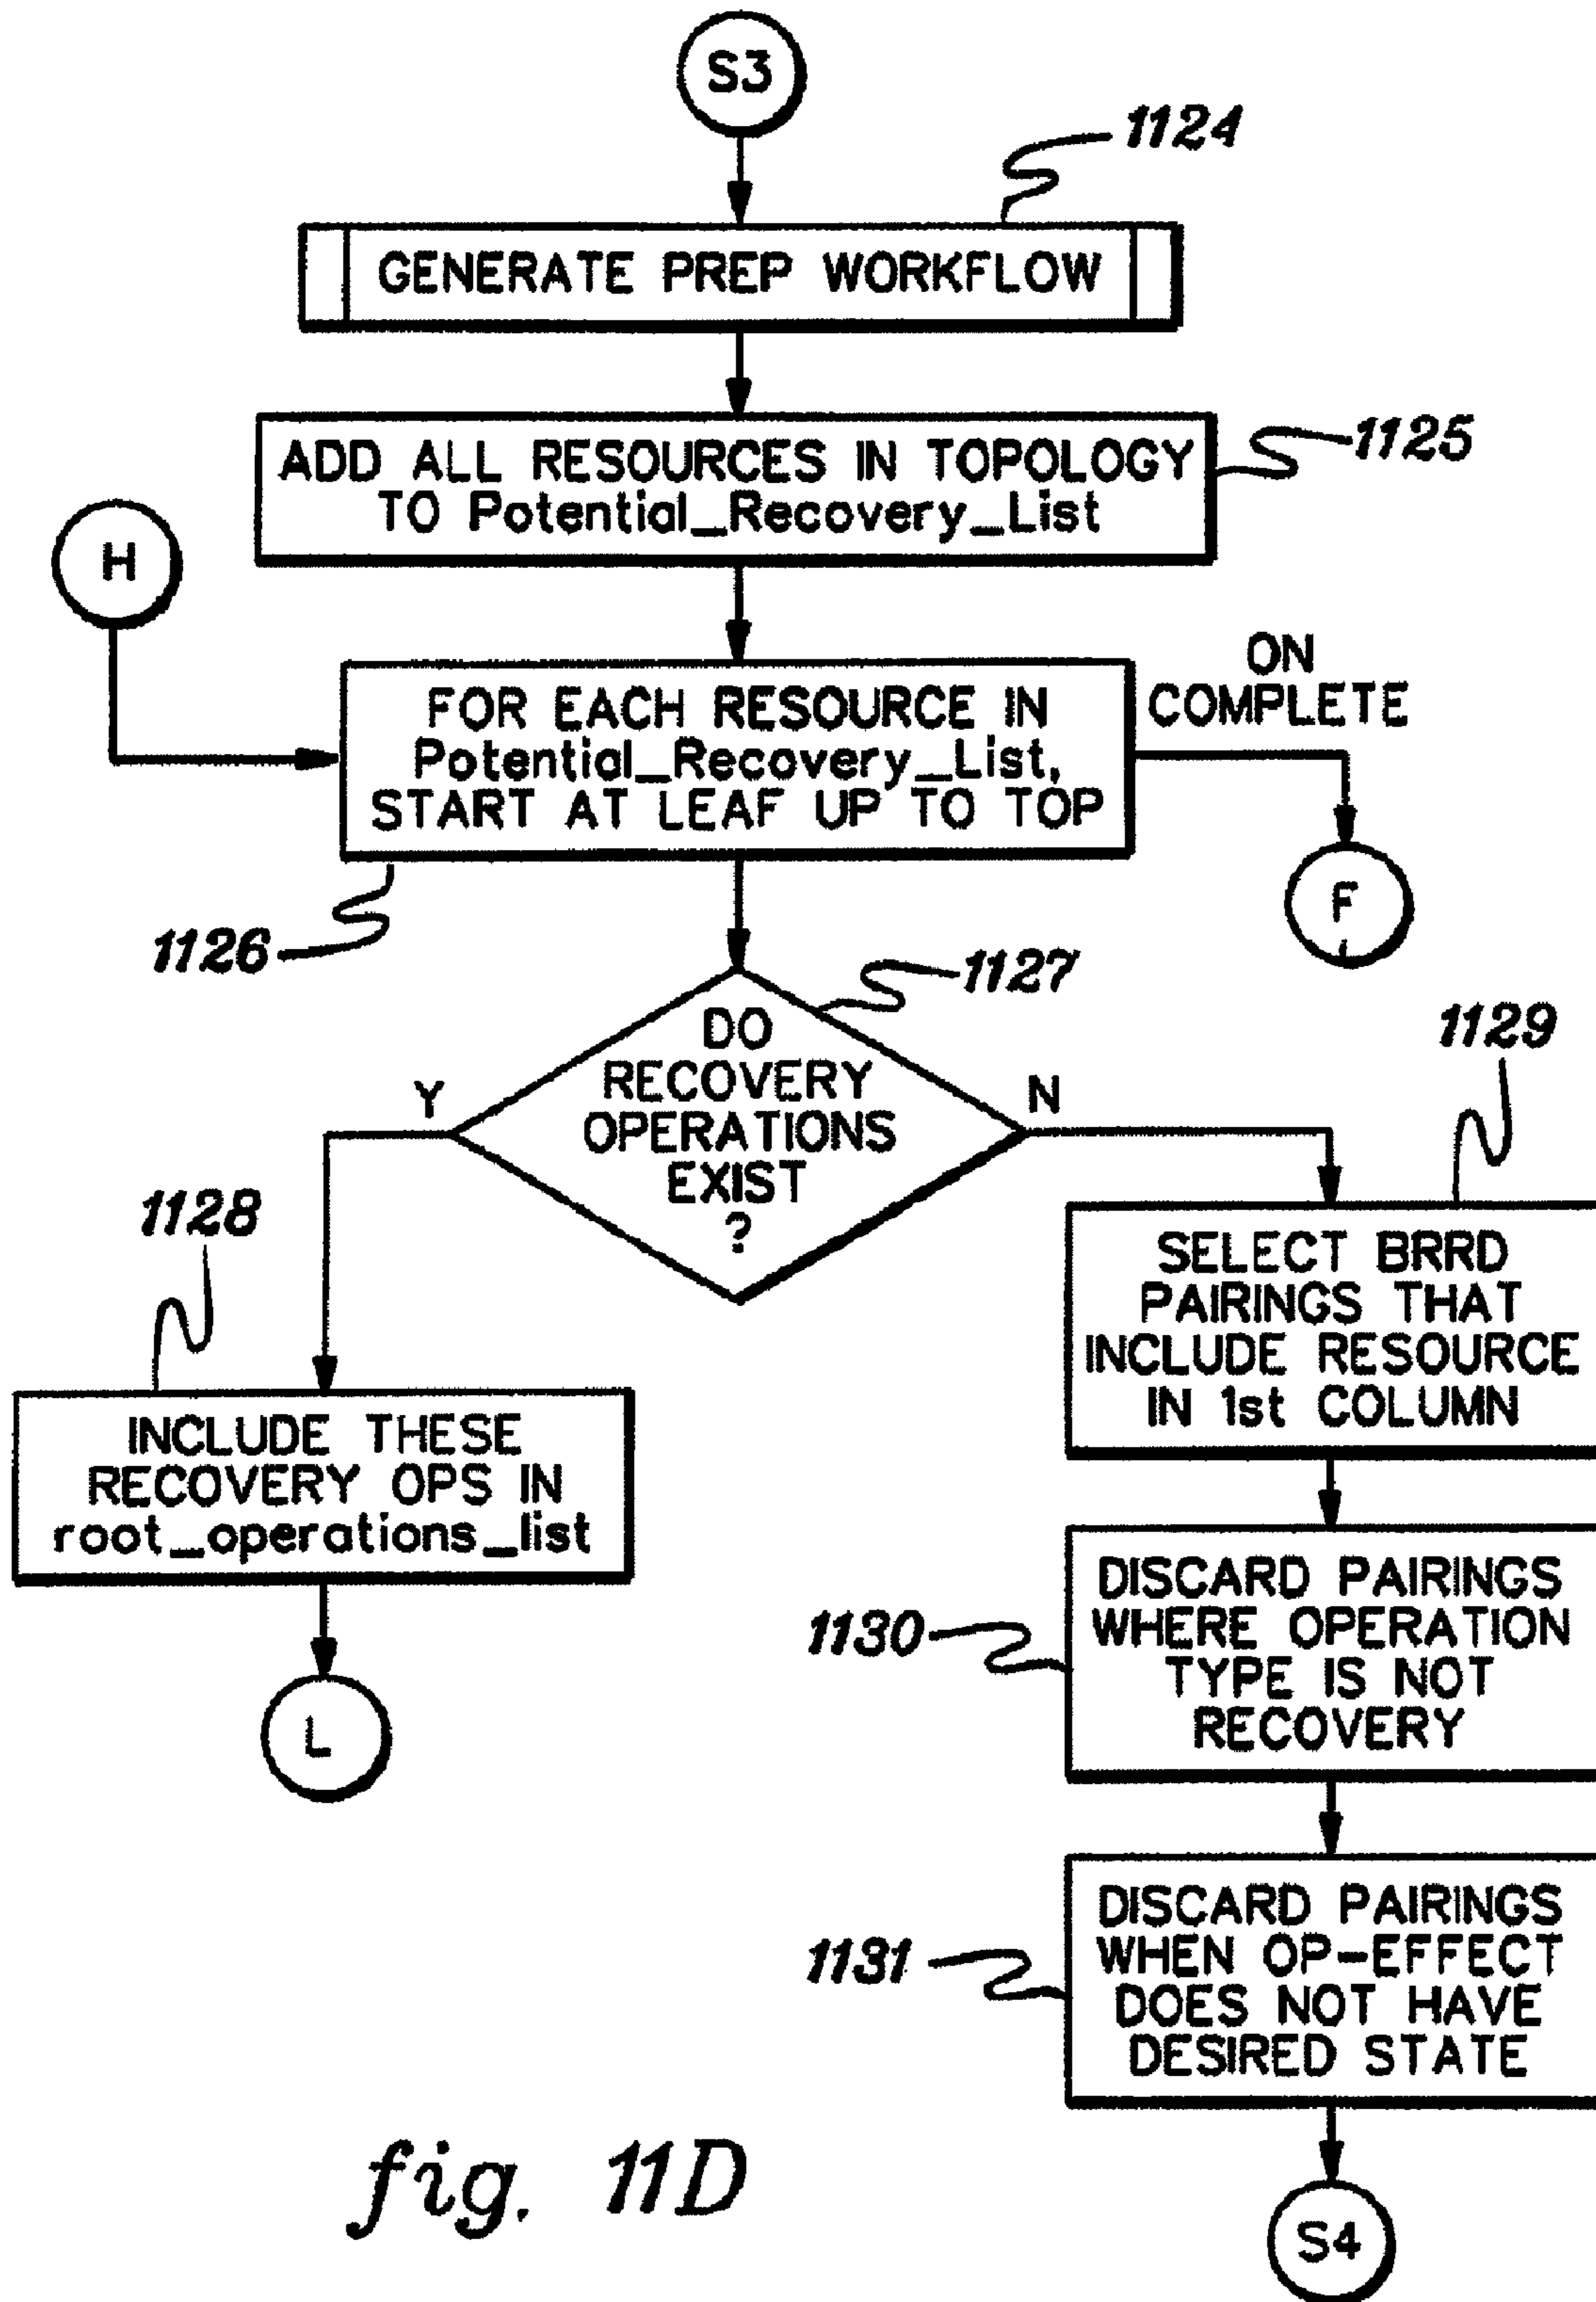 S3
1124
GENERATE PREP WORKFLOW
ADD ALL RESOURCES IN TOPOLOGY
TO Potential_Recovery_List
1125
H
FOR EACH RESOURCE IN
Potential_Recovery_List,
START AT LEAF UP TO TOP
ON
COMPLETE
F
1126
1127
DO
RECOVERY
OPERATIONS
EXIST
?
Y
N
1128
INCLUDE THESE
RECOVERY OPS IN
root_operations_list
L
1129
SELECT BRRD
PAIRINGS THAT
INCLUDE RESOURCE
IN 1st COLUMN
1130
DISCARD PAIRINGS
WHERE OPERATION
TYPE IS NOT
RECOVERY
1131
DISCARD PAIRINGS
WHEN OP-EFFECT
DOES NOT HAVE
DESIRED STATE
S4
fig. 11D